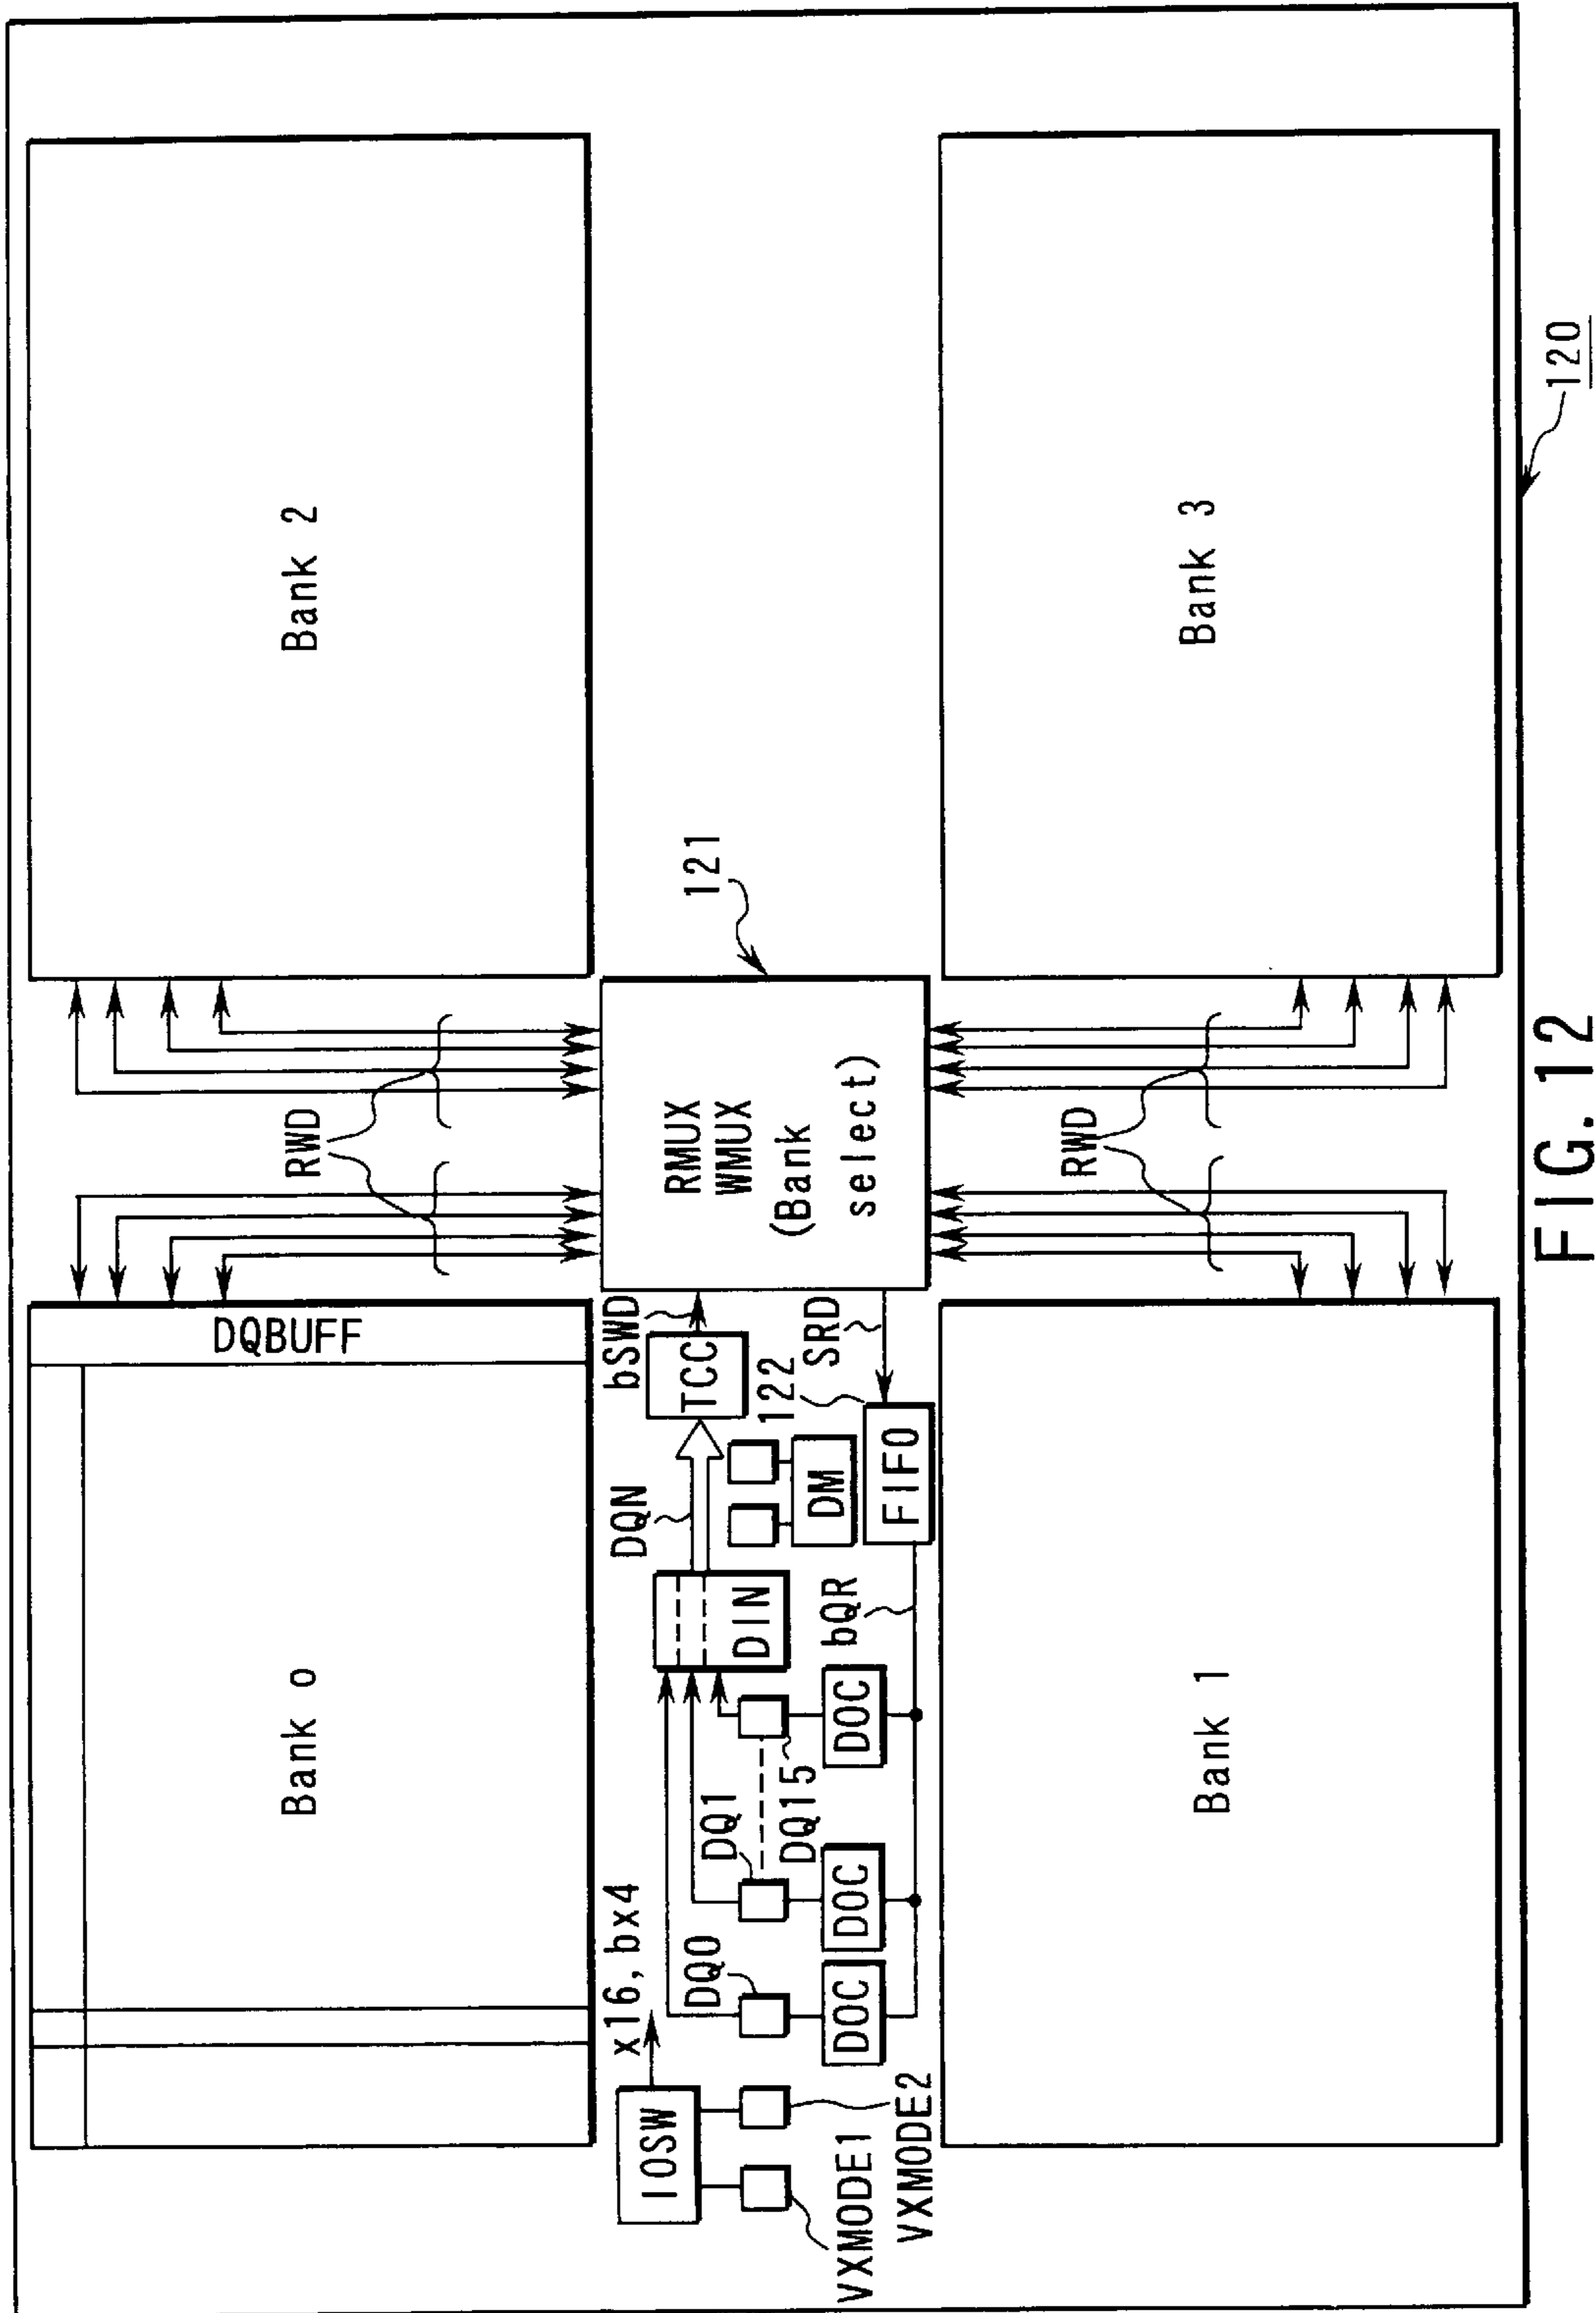 Bank 0
DQBUFF
Bank 2
RWD
RWD
x16, bx4
DQN
bSWD
IOSW
DQ0
DQ1
DIN
TCC
121
RMUX
WMUX
(Bank
select)
DQ15
DM
122
SRD
VXMODE1
VXMODE2
DOC
DOC
DOC
bQR
FIFO
Bank 1
Bank 3
120
FIG.12